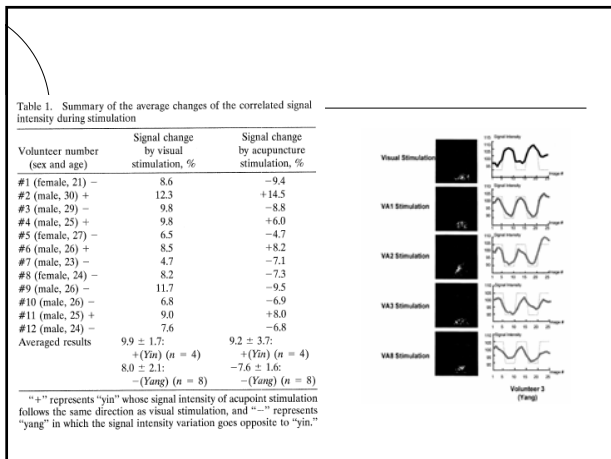 Table 1. Summary of the average changes of the correlated signal
intensity during stimulation
Volunteer number
(sex and age)
Signal change
by visual
stimulation, %
Signal change
by acupuncture
stimulation, %
#1 (female, 21) − 8.6 −9.4
#2 (male, 30) + 12.3 +14.5
#3 (male, 29) − 9.8 −8.8
#4 (male, 25) + 9.8 +6.0
#5 (female, 27) − 6.5 −4.7
#6 (male, 26) + 8.5 +8.2
#7 (male, 23) − 4.7 −7.1
#8 (female, 24) − 8.2 −7.3
#9 (male, 26) − 11.7 −9.5
#10 (male, 26) − 6.8 −6.9
#11 (male, 25) + 9.0 +8.0
#12 (male, 24) − 7.6 −6.8
Averaged results 9.9 ± 1.7: 9.2 ± 3.7:
+(Yin) (n = 4) +(Yin) (n = 4)
8.0 ± 2.1: −7.6 ± 1.6:
−(Yang) (n = 8) −(Yang) (n = 8)
"+" represents "yin" whose signal intensity of acupoint stimulation
follows the same direction as visual stimulation, and "−" represents
"yang" in which the signal intensity variation goes opposite to "yin."
Visual Stimulation
VA1 Stimulation
VA2 Stimulation
VA3 Stimulation
VA8 Stimulation
Volunteer 3
(Yang)